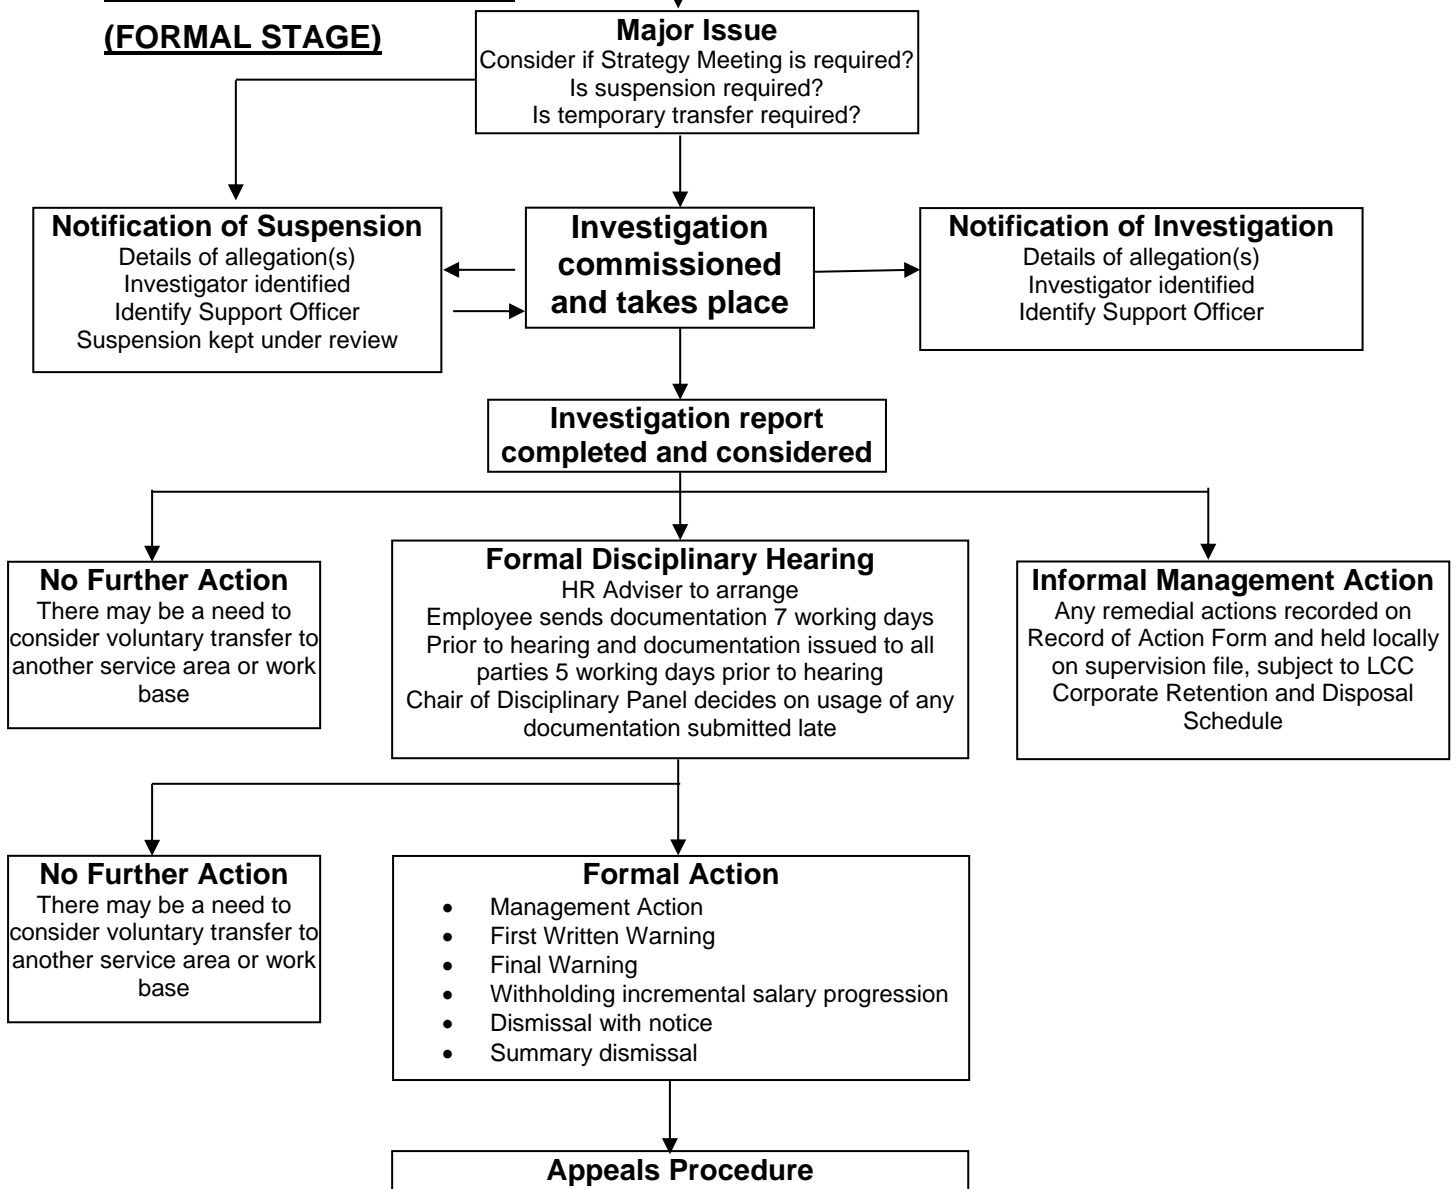 (FORMAL STAGE)
Major Issue
Consider if Strategy Meeting is required?
Is suspension required?
Is temporary transfer required?
Notification of Suspension
Details of allegation(s)
Investigator identified
Identify Support Officer
Suspension kept under review
Investigation
commissioned
and takes place
Notification of Investigation
Details of allegation(s)
Investigator identified
Identify Support Officer
Investigation report
completed and considered
No Further Action
There may be a need to
consider voluntary transfer to
another service area or work
base
Formal Disciplinary Hearing
HR Adviser to arrange
Employee sends documentation 7 working days
Prior to hearing and documentation issued to all
parties 5 working days prior to hearing
Chair of Disciplinary Panel decides on usage of any
documentation submitted late
Informal Management Action
Any remedial actions recorded on
Record of Action Form and held locally
on supervision file, subject to LCC
Corporate Retention and Disposal
Schedule
No Further Action
There may be a need to
consider voluntary transfer to
another service area or work
base
Formal Action
• Management Action
• First Written Warning
• Final Warning
• Withholding incremental salary progression
• Dismissal with notice
• Summary dismissal
Appeals Procedure